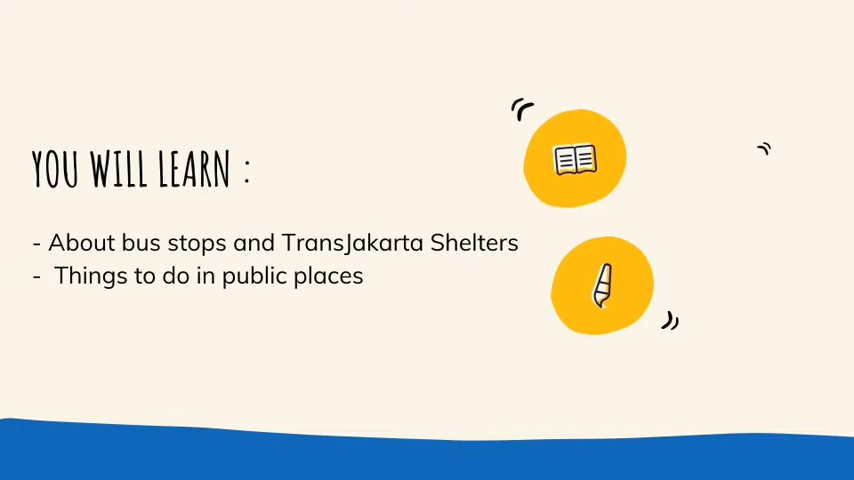 YOU WILL LEARN :
- About bus stops and TransJakarta Shelters
- Things to do in public places